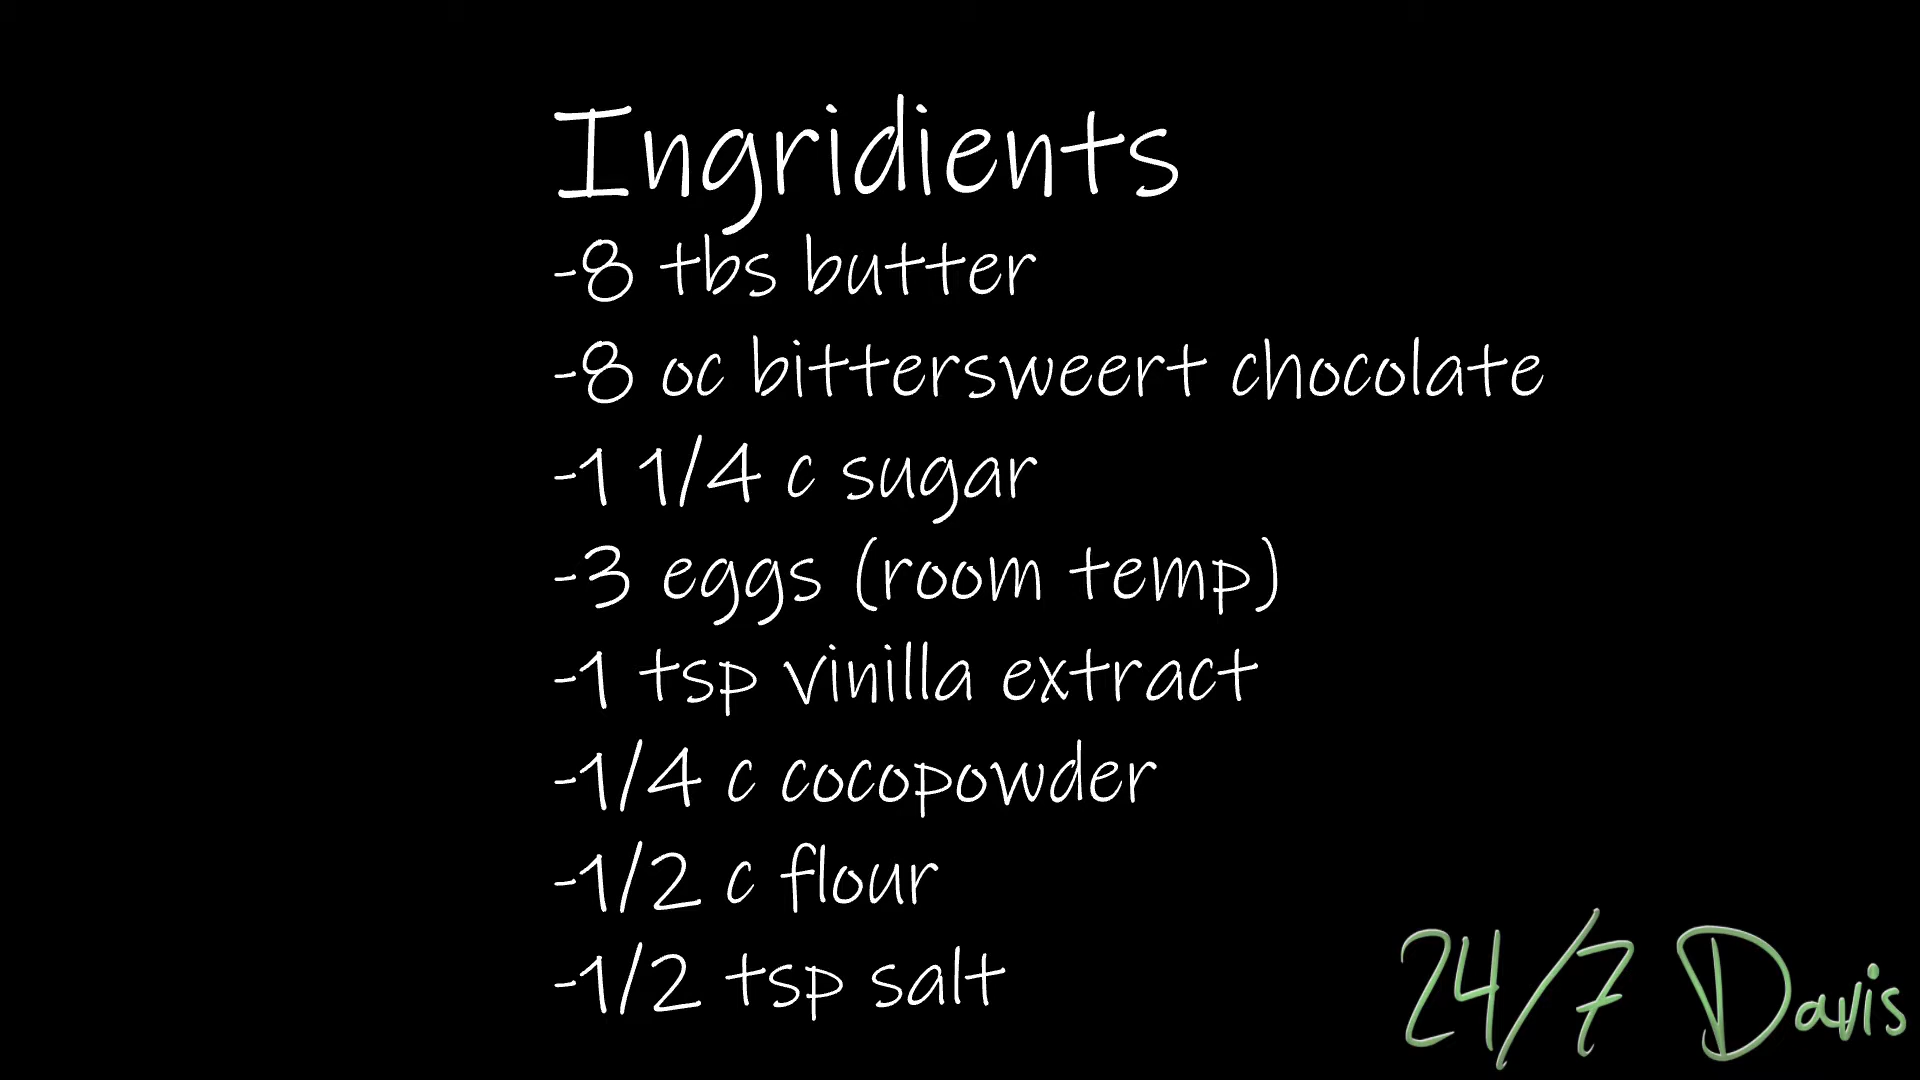 Ingridients
-8 tbs butter
-8 oc bittersweert chocolate
-1 1/4 c sugar
-3 eggs (room temp)
-1 tsp vinilla extract
-1/4 c cocopowder
-1/2 c flour
-1/2 tsp salt
24/7 Davis